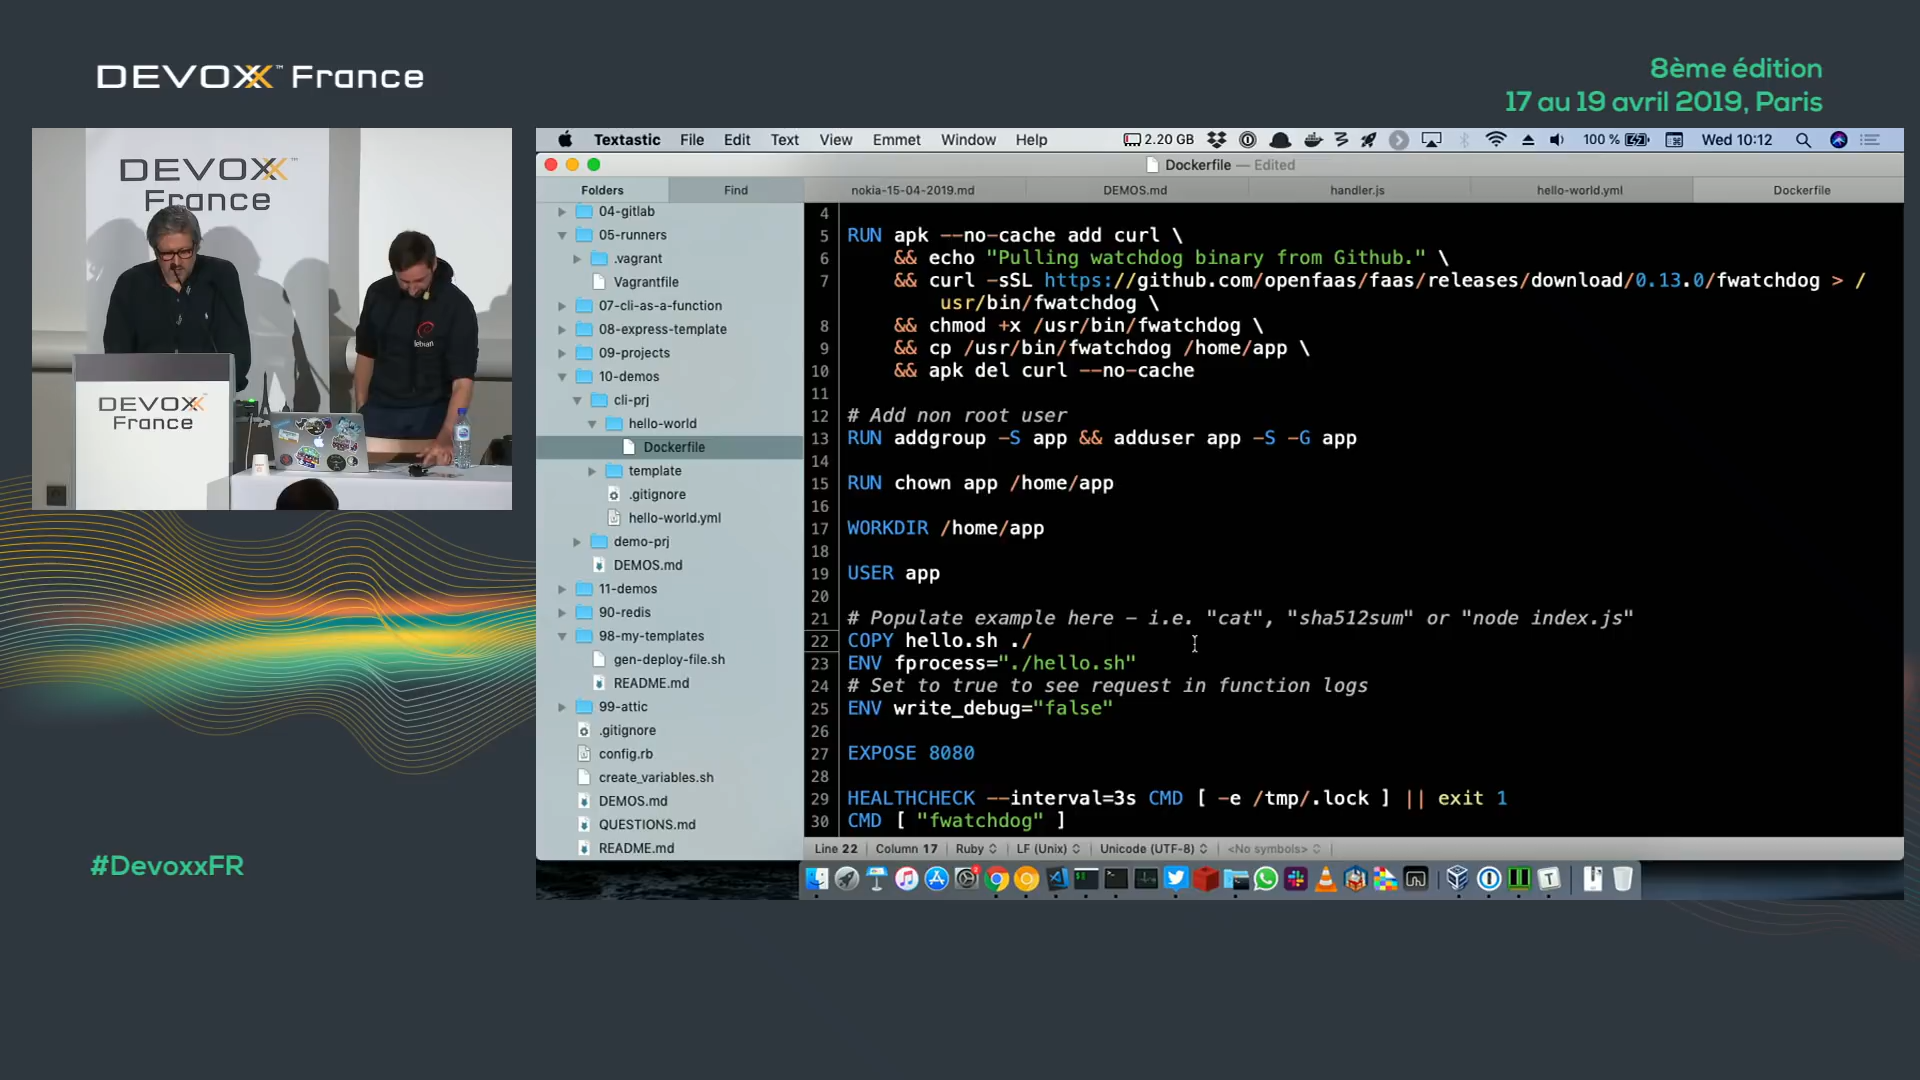 DEVOXX™ France
8ème édition
17 au 19 avril 2019, Paris
DEVOXX™
France
DEVOXX
France
debian
#DevoxxFR
Textastic File Edit Text View Emmet Window Help 2.20 GB 100 % Wed 10:12
Dockerfile — Edited
Folders Find nokia-15-04-2019.md DEMOS.md handler.js hello-world.yml Dockerfile
04-gitlab
05-runners
.vagrant
Vagrantfile
07-cli-as-a-function
08-express-template
09-projects
10-demos
cli-prj
hello-world
Dockerfile
template
.gitignore
hello-world.yml
demo-prj
DEMOS.md
11-demos
90-redis
98-my-templates
gen-deploy-file.sh
README.md
99-attic
.gitignore
config.rb
create_variables.sh
DEMOS.md
QUESTIONS.md
README.md
4
5 RUN apk --no-cache add curl \
6 && echo "Pulling watchdog binary from Github." \
7 && curl -sSL https://github.com/openfaas/faas/releases/download/0.13.0/fwatchdog > /
usr/bin/fwatchdog \
8 && chmod +x /usr/bin/fwatchdog \
9 && cp /usr/bin/fwatchdog /home/app \
10 && apk del curl --no-cache
11
12 # Add non root user
13 RUN addgroup -S app && adduser app -S -G app
14
15 RUN chown app /home/app
16
17 WORKDIR /home/app
18
19 USER app
20
21 # Populate example here - i.e. "cat", "sha512sum" or "node index.js"
22 COPY hello.sh ./
23 ENV fprocess="./hello.sh"
24 # Set to true to see request in function logs
25 ENV write_debug="false"
26
27 EXPOSE 8080
28
29 HEALTHCHECK --interval=3s CMD [ -e /tmp/.lock ] || exit 1
30 CMD [ "fwatchdog" ]
Line 22 Column 17 Ruby LF (Unix) Unicode (UTF-8) <No symbols>